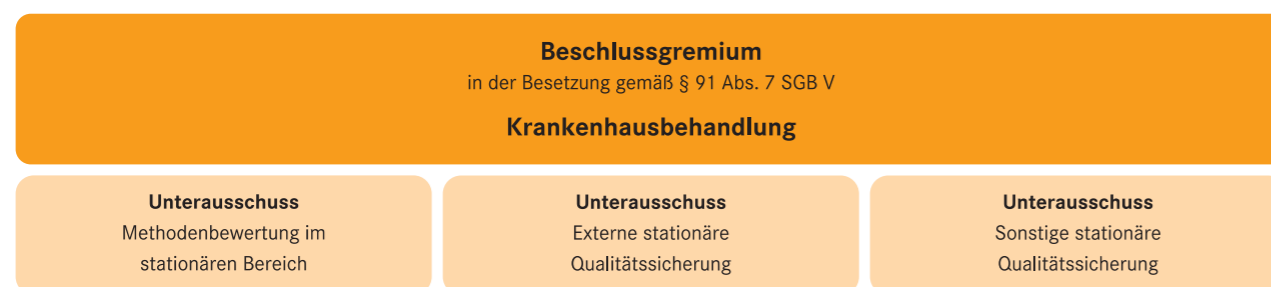 Beschlussgremium
in der Besetzung gemäß § 91 Abs. 7 SGB V
Krankenhausbehandlung
Unterausschuss
Methodenbewertung im
stationären Bereich
Unterausschuss
Externe stationäre
Qualitätssicherung
Unterausschuss
Sonstige stationäre
Qualitätssicherung